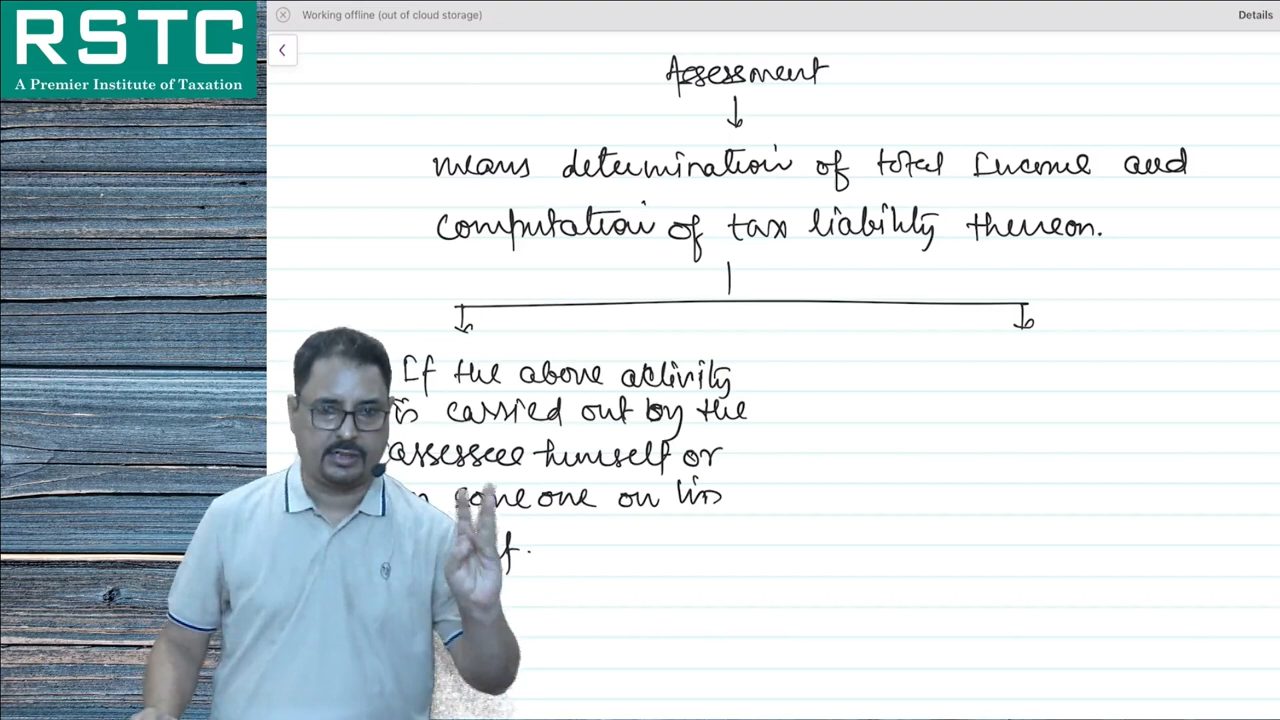 RSTC
A Premier Institute of Taxation
Working offline (out of cloud storage)
Details
Assessment
means determination of total Income and
computation of tax liability thereon.
If the above activity
is carried out by the
assessee himself or
someone on his